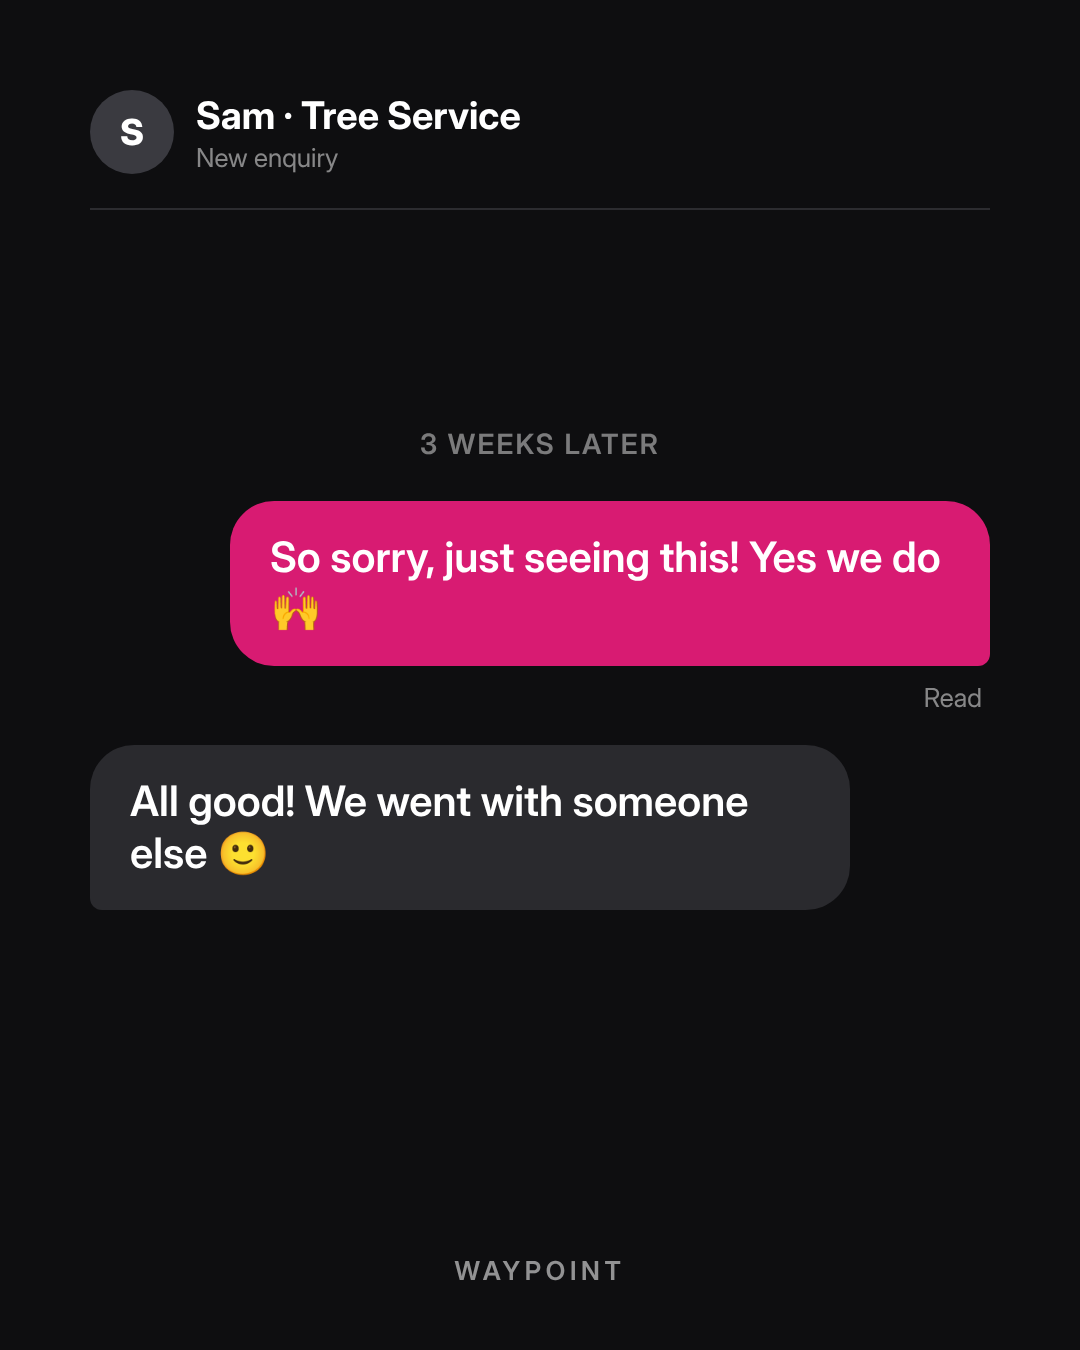 S
Sam · Tree Service
New enquiry
3 WEEKS LATER
So sorry, just seeing this! Yes we do
🙌
Read
All good! We went with someone
else 🙂
WAYPOINT